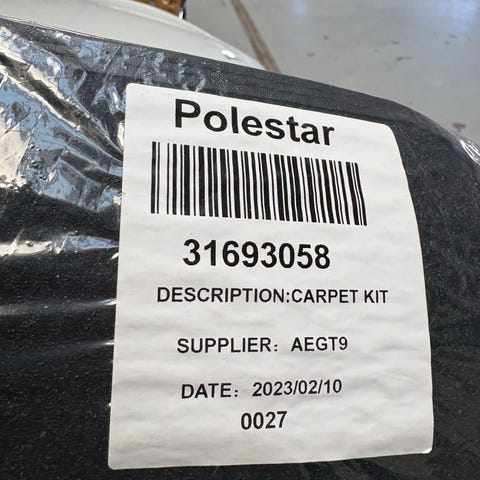 Polestar
31693058
DESCRIPTION:CARPET KIT
SUPPLIER: AEGT9
DATE: 2023/02/10
0027